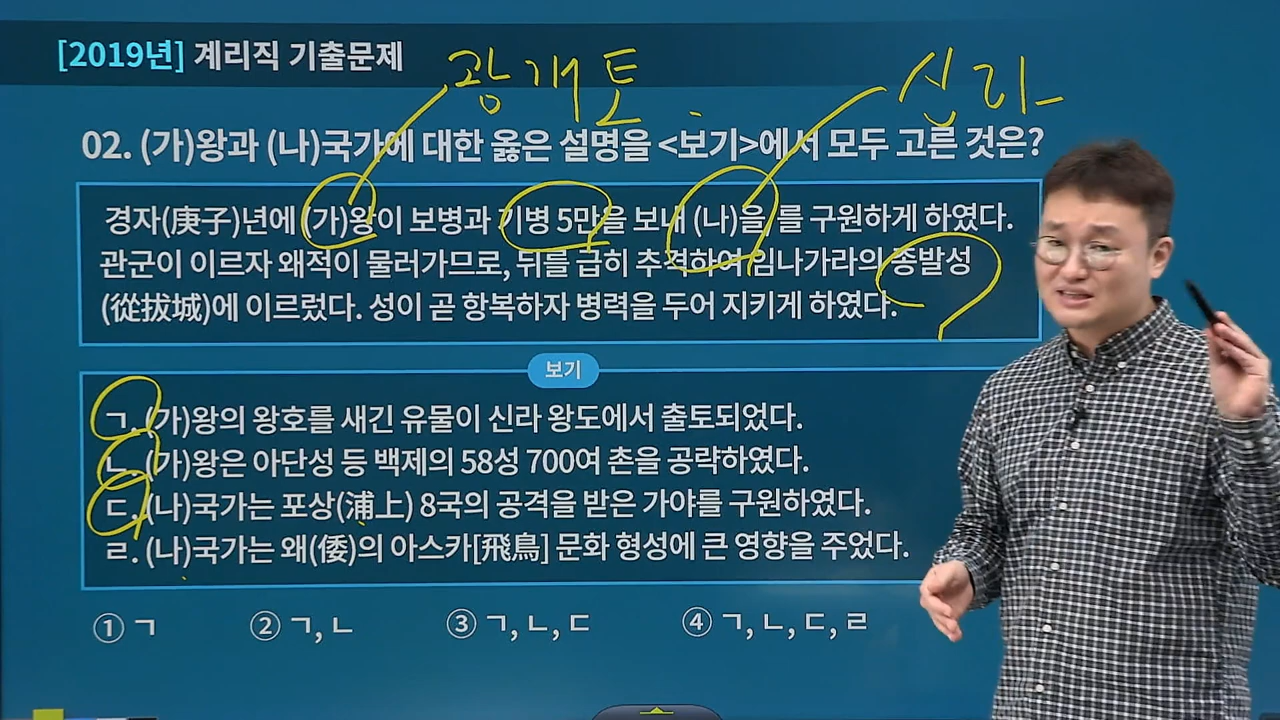 [2019년] 계리직 기출문제
광개토
신라
02. (가)왕과 (나)국가에 대한 옳은 설명을 <보기>에서 모두 고른 것은?
경자(庚子)년에 (가)왕이 보병과 기병 5만을 보내 (나)을/를 구원하게 하였다.
관군이 이르자 왜적이 물러가므로, 뒤를 급히 추격하여 임나가라의 종발성
(從拔城)에 이르렀다. 성이 곧 항복하자 병력을 두어 지키게 하였다.
보기
ㄱ. (가)왕의 왕호를 새긴 유물이 신라 왕도에서 출토되었다.
ㄴ. (가)왕은 아단성 등 백제의 58성 700여 촌을 공략하였다.
ㄷ. (나)국가는 포상(浦上) 8국의 공격을 받은 가야를 구원하였다.
ㄹ. (나)국가는 왜(倭)의 아스카[飛鳥] 문화 형성에 큰 영향을 주었다.
① ㄱ ② ㄱ, ㄴ ③ ㄱ, ㄴ, ㄷ ④ ㄱ, ㄴ, ㄷ, ㄹ